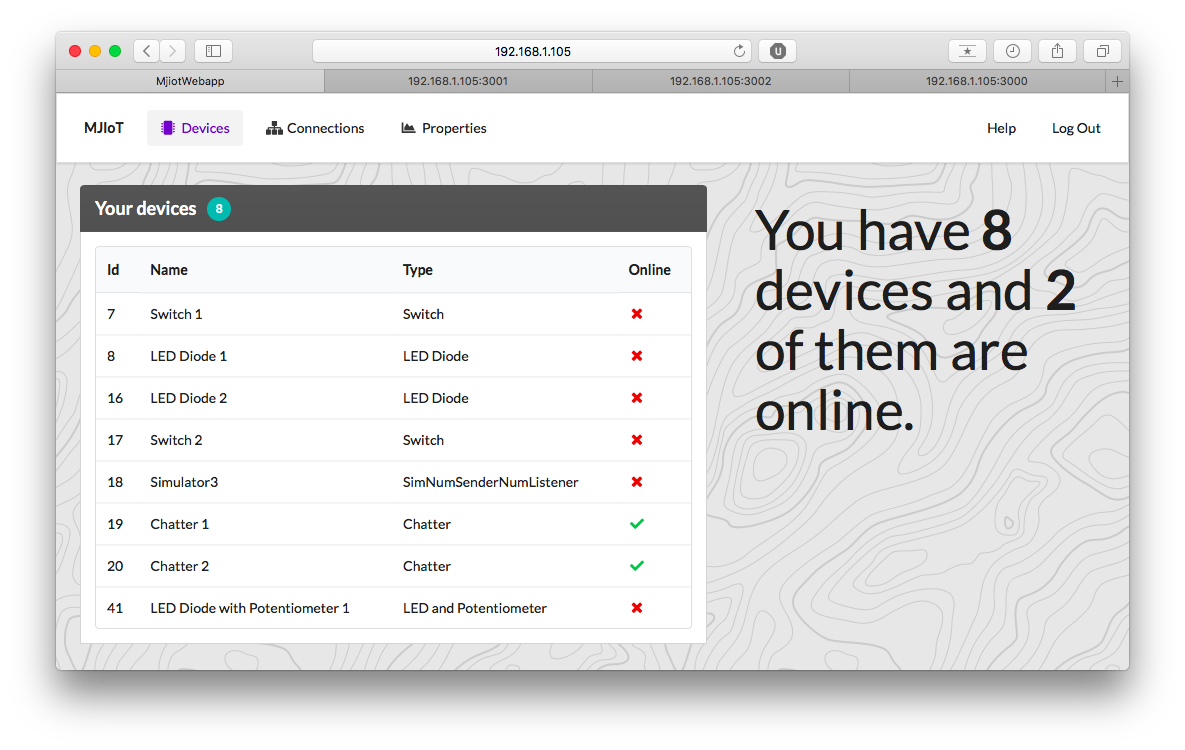 192.168.1.105
U
MjiotWebapp 192.168.1.105:3001 192.168.1.105:3002 192.168.1.105:3000
MJIoT Devices Connections Properties Help Log Out
Your devices 8
Id Name Type Online
7 Switch 1 Switch
8 LED Diode 1 LED Diode
16 LED Diode 2 LED Diode
17 Switch 2 Switch
18 Simulator3 SimNumSenderNumListener
19 Chatter 1 Chatter
20 Chatter 2 Chatter
41 LED Diode with Potentiometer 1 LED and Potentiometer
You have 8
devices and 2
of them are
online.